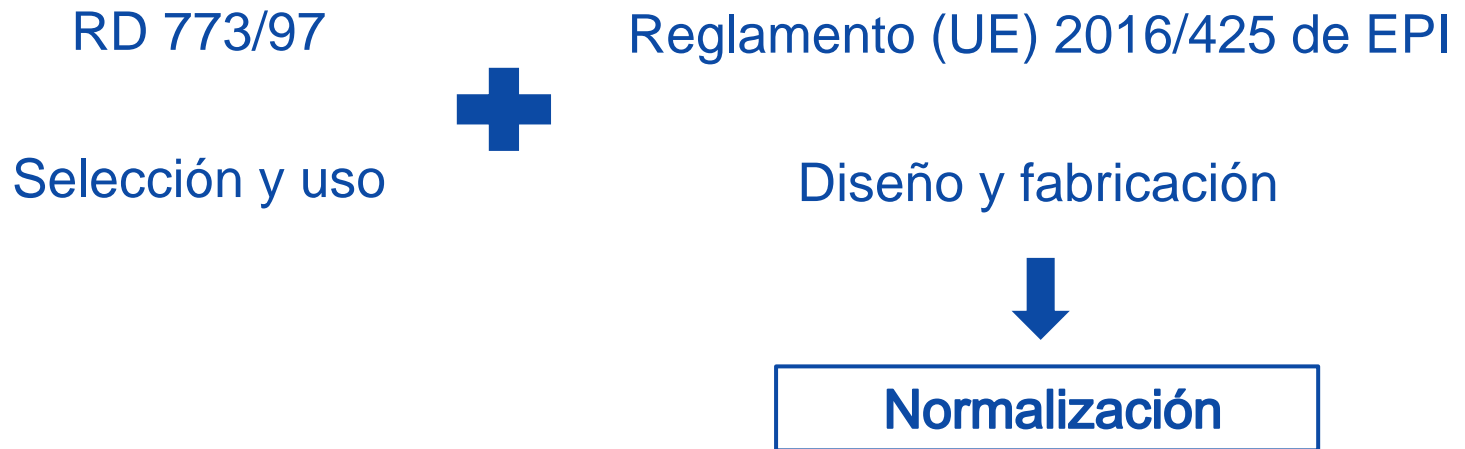 RD 773/97
Reglamento (UE) 2016/425 de EPI
Selección y uso
Diseño y fabricación
Normalización